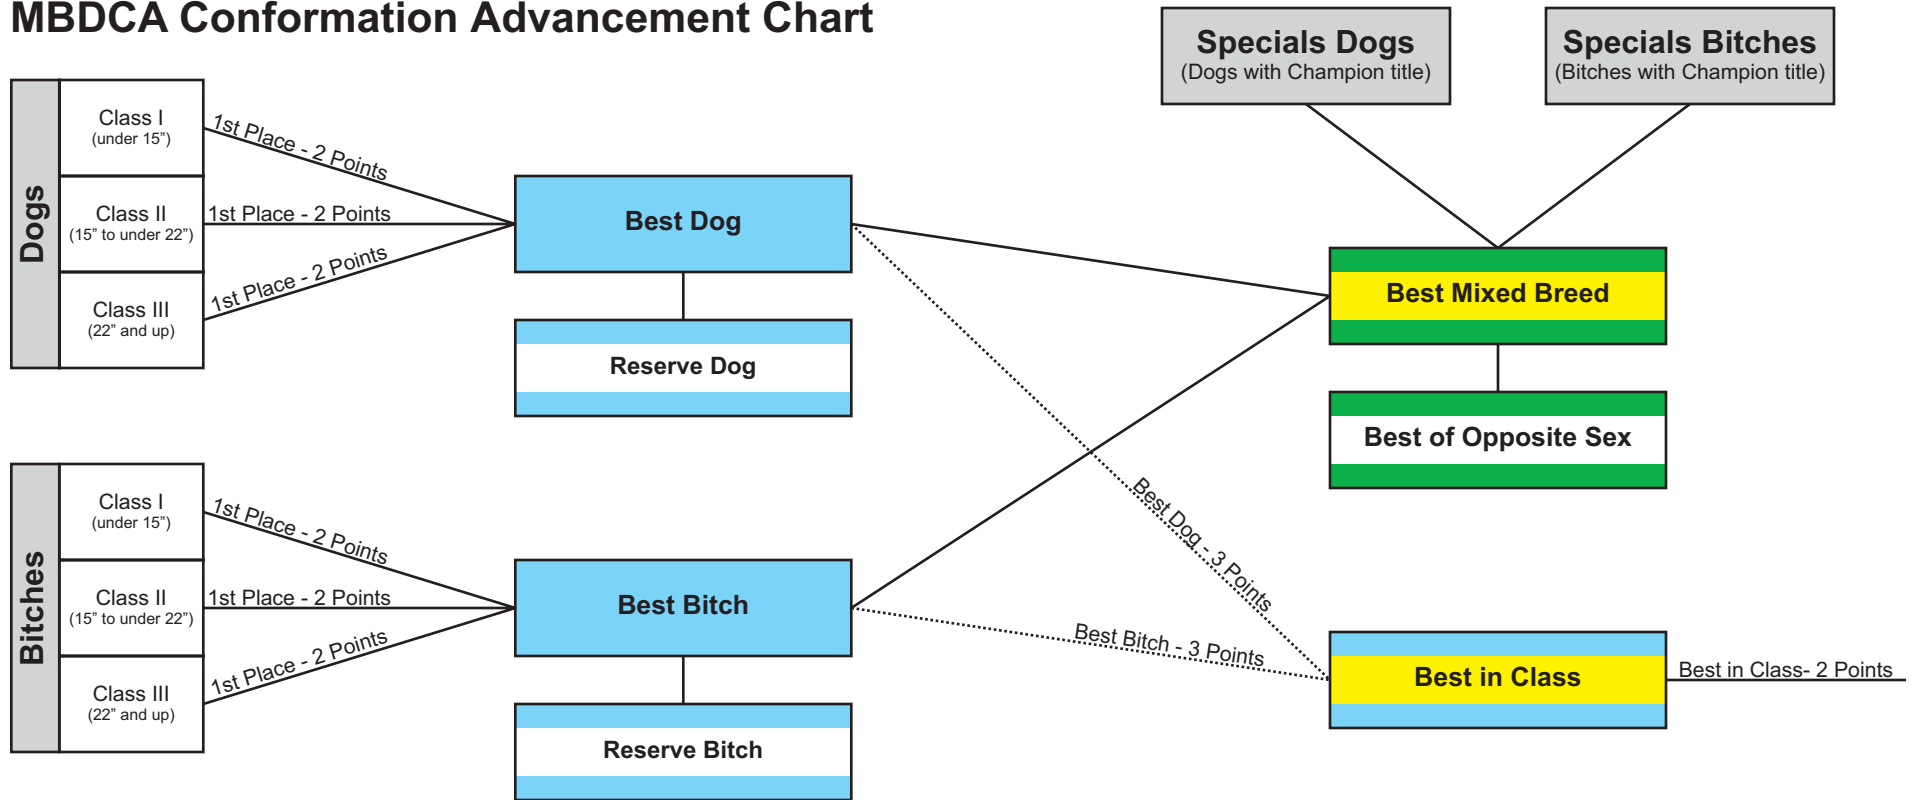 MBDCA Conformation Advancement Chart
Specials Dogs
(Dogs with Champion title)
Specials Bitches
(Bitches with Champion title)
Dogs
Class I
(under 15”)
1st Place - 2 Points
Class II
(15” to under 22”)
1st Place - 2 Points
Class III
(22” and up)
1st Place - 2 Points
Best Dog
Reserve Dog
Best Mixed Breed
Best of Opposite Sex
Bitches
Class I
(under 15”)
1st Place - 2 Points
Class II
(15” to under 22”)
1st Place - 2 Points
Class III
(22” and up)
1st Place - 2 Points
Best Bitch
Reserve Bitch
Best Dog - 3 Points
Best Bitch - 3 Points
Best in Class
Best in Class- 2 Points